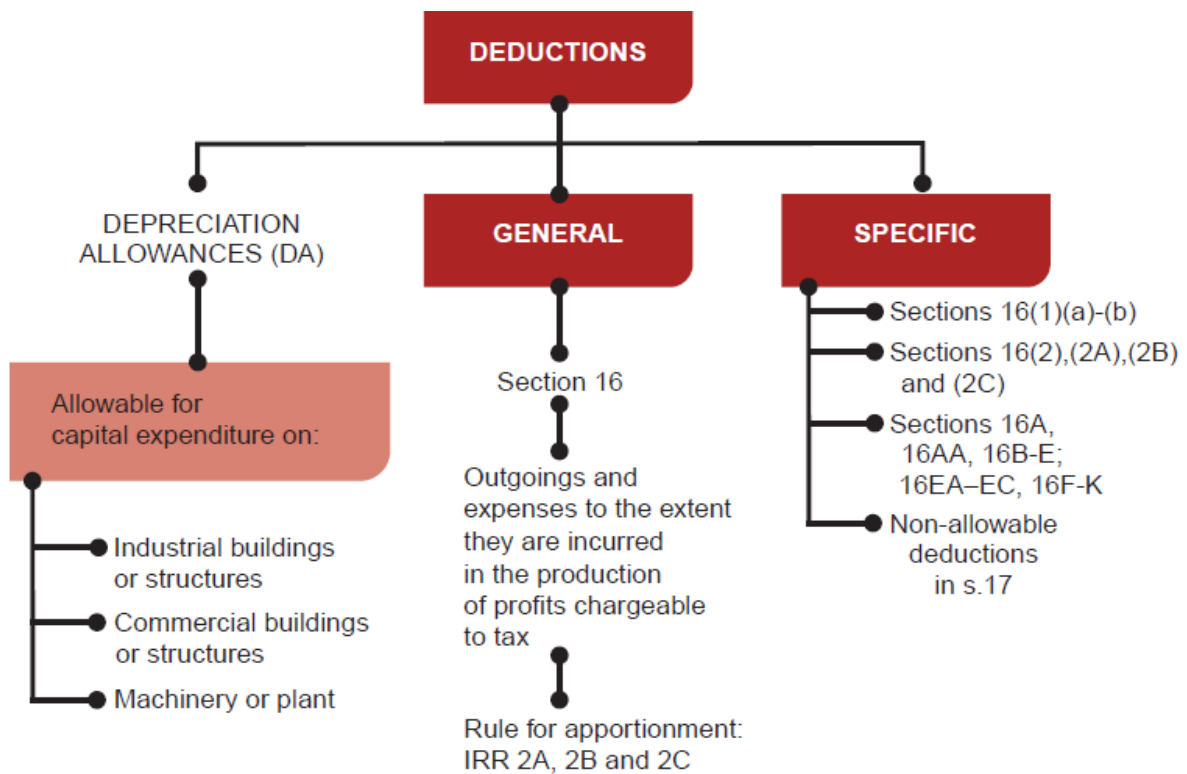 DEDUCTIONS
DEPRECIATION
ALLOWANCES (DA)
Allowable for
capital expenditure on:
Industrial buildings
or structures
Commercial buildings
or structures
Machinery or plant
GENERAL
Section 16
Outgoings and
expenses to the extent
they are incurred
in the production
of profits chargeable
to tax
Rule for apportionment:
IRR 2A, 2B and 2C
SPECIFIC
Sections 16(1)(a)-(b)
Sections 16(2),(2A),(2B)
and (2C)
Sections 16A,
16AA, 16B-E;
16EA–EC, 16F-K
Non-allowable
deductions
in s.17